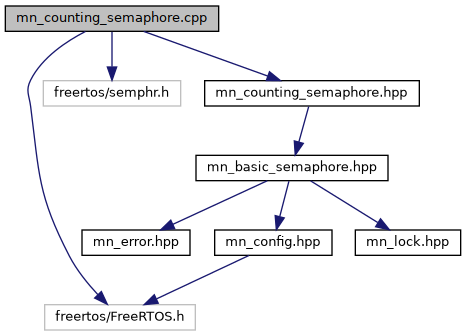 mn_counting_semaphore.cpp
freertos/semphr.h
mn_counting_semaphore.hpp
mn_basic_semaphore.hpp
mn_error.hpp
mn_config.hpp
mn_lock.hpp
freertos/FreeRTOS.h